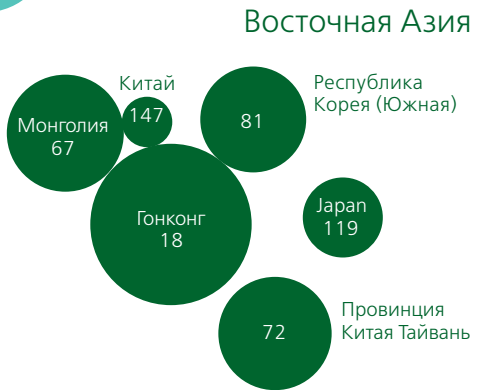 Восточная Азия
Китай
147
Республика
Корея (Южная)
81
Монголия
67
Гонконг
18
Japan
119
Провинция
Китая Тайвань
72